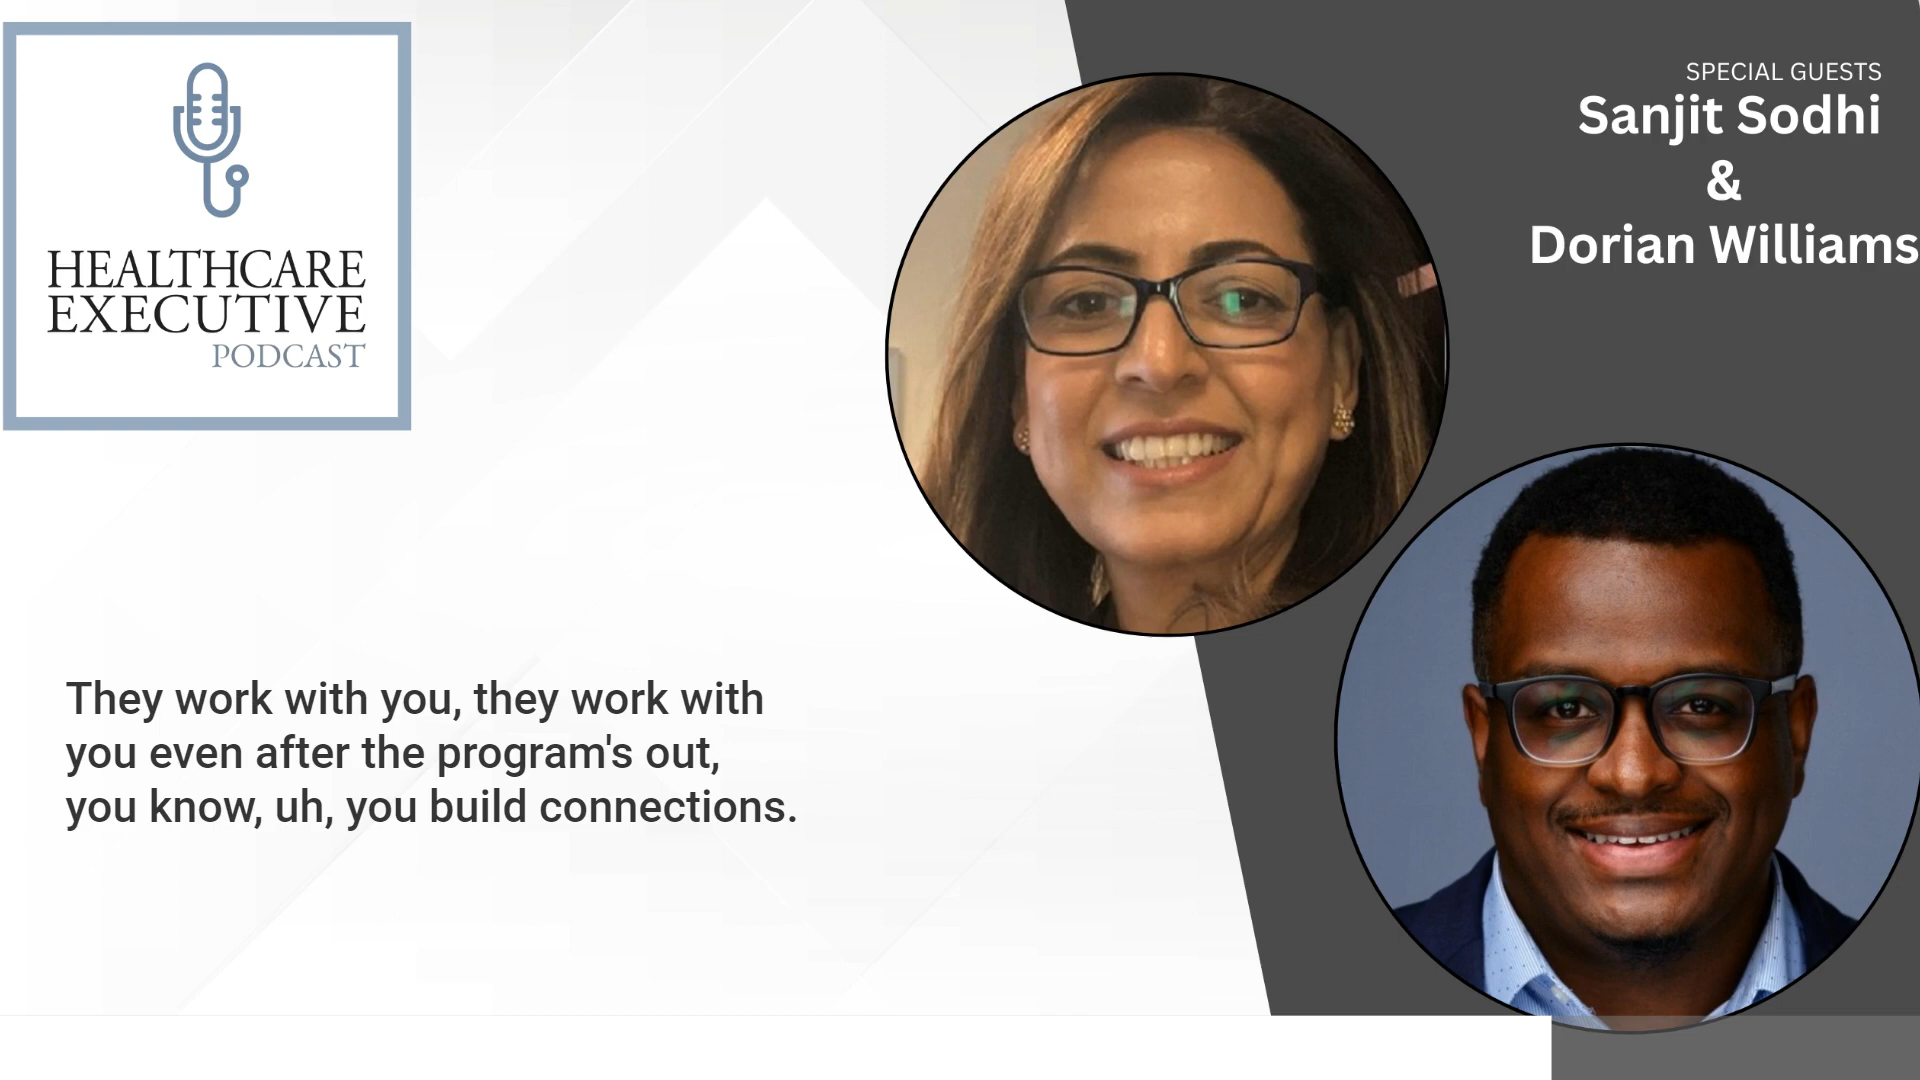 HEALTHCARE
EXECUTIVE
PODCAST
SPECIAL GUESTS
Sanjit Sodhi
&
Dorian Williams
They work with you, they work with
you even after the program's out,
you know, uh, you build connections.